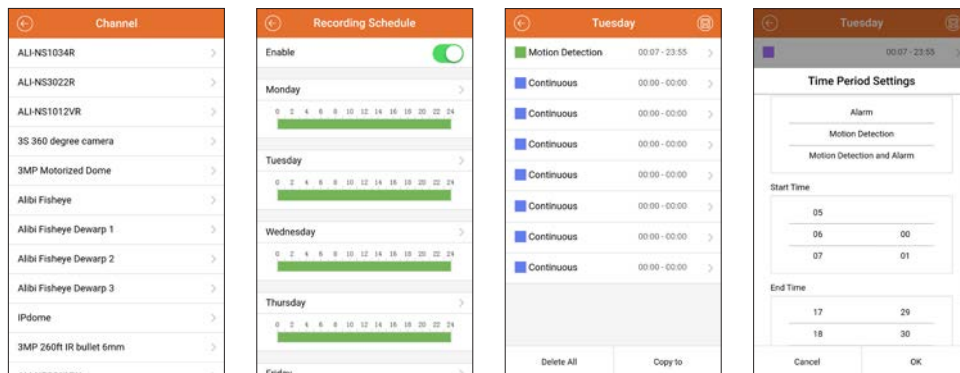 Channel
ALI-NS1034R
ALI-NS3022R
ALI-NS1012VR
3S 360 degree camera
3MP Motorized Dome
Alibi Fisheye
Alibi Fisheye Dewarp 1
Alibi Fisheye Dewarp 2
Alibi Fisheye Dewarp 3
IPdome
3MP 260ft IR bullet 6mm
Recording Schedule
Enable
Monday
0 2 4 6 8 10 12 14 16 18 20 22 24
Tuesday
0 2 4 6 8 10 12 14 16 18 20 22 24
Wednesday
0 2 4 6 8 10 12 14 16 18 20 22 24
Thursday
0 2 4 6 8 10 12 14 16 18 20 22 24
Friday
Tuesday
Motion Detection 00:07 - 23:55
Continuous 00:00 - 00:00
Continuous 00:00 - 00:00
Continuous 00:00 - 00:00
Continuous 00:00 - 00:00
Continuous 00:00 - 00:00
Continuous 00:00 - 00:00
Continuous 00:00 - 00:00
Delete All Copy to
Tuesday
00:07 - 23:55
Time Period Settings
Alarm
Motion Detection
Motion Detection and Alarm
Start Time
05
06 00
07 01
End Time
17 29
18 30
Cancel OK